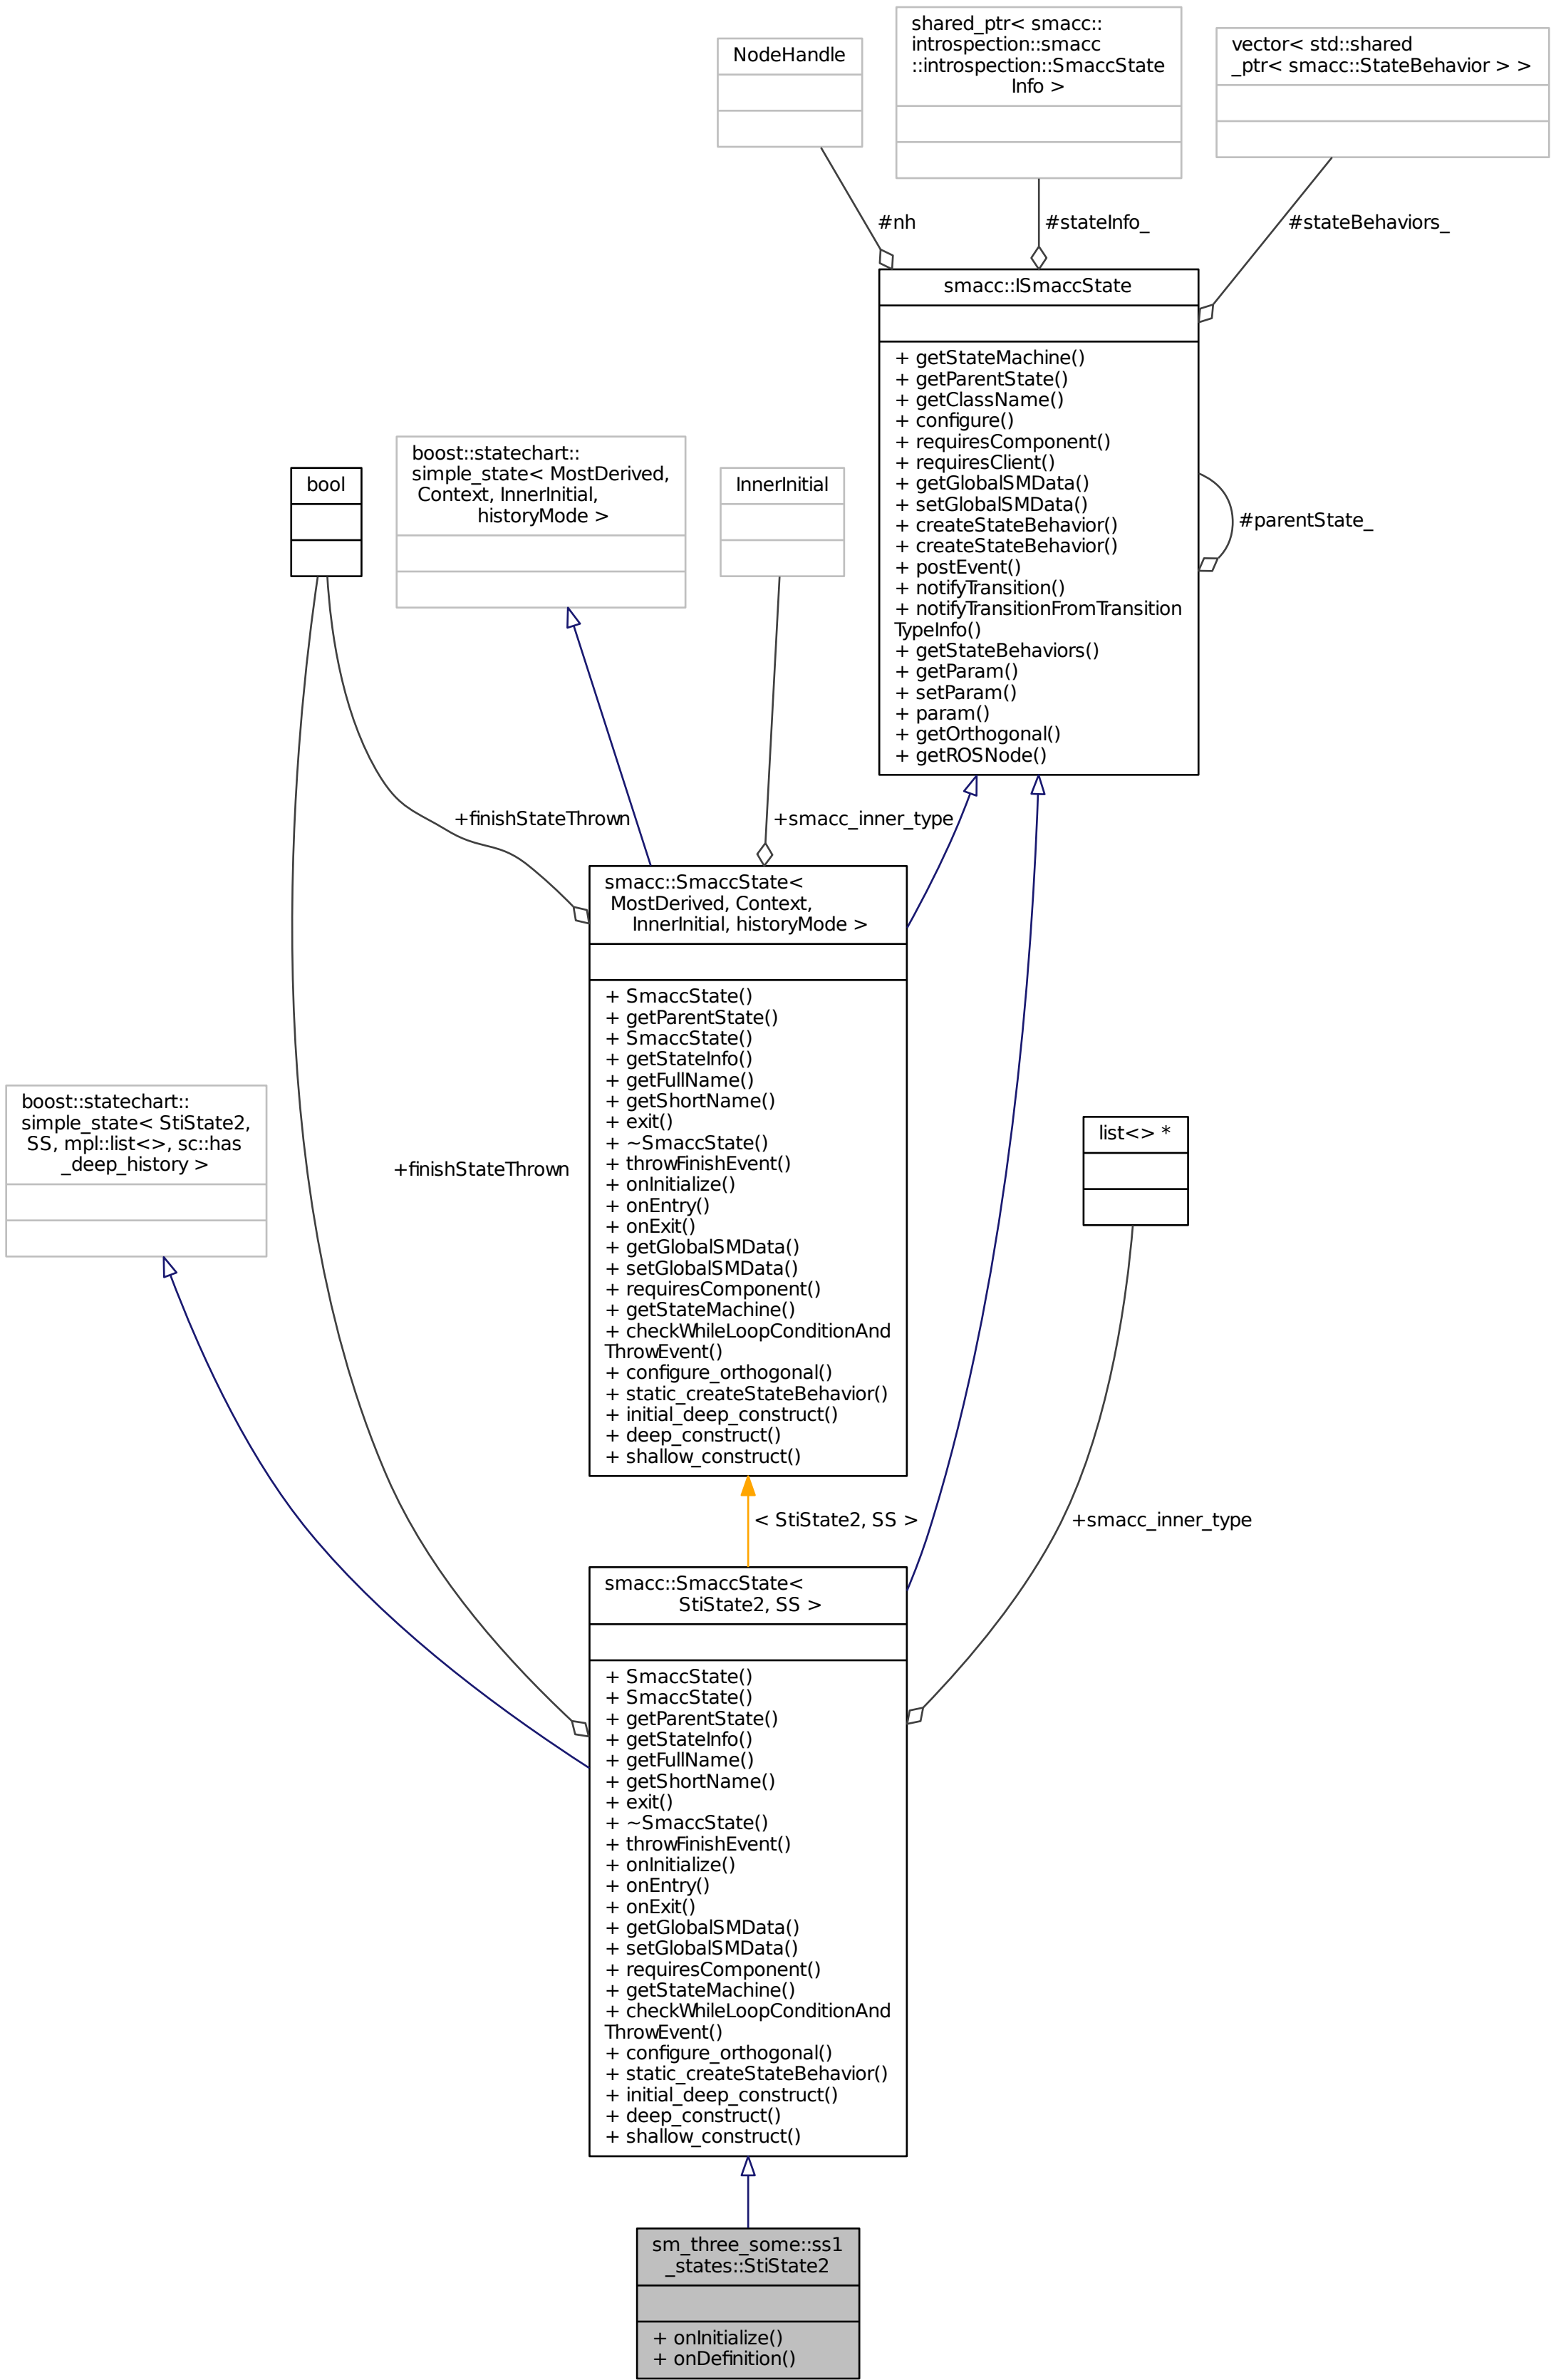 NodeHandle
shared_ptr< smacc::
introspection::smacc
::introspection::SmaccState
Info >
vector< std::shared
_ptr< smacc::StateBehavior > >
#nh
#stateInfo_
#stateBehaviors_
smacc::ISmaccState
+ getStateMachine()
+ getParentState()
+ getClassName()
+ configure()
+ requiresComponent()
+ requiresClient()
+ getGlobalSMData()
+ setGlobalSMData()
+ createStateBehavior()
+ createStateBehavior()
+ postEvent()
+ notifyTransition()
+ notifyTransitionFromTransition
TypeInfo()
+ getStateBehaviors()
+ getParam()
+ setParam()
+ param()
+ getOrthogonal()
+ getROSNode()
#parentState_
bool
boost::statechart::
simple_state< MostDerived,
Context, InnerInitial,
historyMode >
InnerInitial
+finishStateThrown
+smacc_inner_type
smacc::SmaccState<
MostDerived, Context,
InnerInitial, historyMode >
+ SmaccState()
+ getParentState()
+ SmaccState()
+ getStateInfo()
+ getFullName()
+ getShortName()
+ exit()
+ ~SmaccState()
+ throwFinishEvent()
+ onInitialize()
+ onEntry()
+ onExit()
+ getGlobalSMData()
+ setGlobalSMData()
+ requiresComponent()
+ getStateMachine()
+ checkWhileLoopConditionAnd
ThrowEvent()
+ configure_orthogonal()
+ static_createStateBehavior()
+ initial_deep_construct()
+ deep_construct()
+ shallow_construct()
boost::statechart::
simple_state< StiState2,
SS, mpl::list<>, sc::has
_deep_history >
+finishStateThrown
list<> *
< StiState2, SS >
+smacc_inner_type
smacc::SmaccState<
StiState2, SS >
+ SmaccState()
+ SmaccState()
+ getParentState()
+ getStateInfo()
+ getFullName()
+ getShortName()
+ exit()
+ ~SmaccState()
+ throwFinishEvent()
+ onInitialize()
+ onEntry()
+ onExit()
+ getGlobalSMData()
+ setGlobalSMData()
+ requiresComponent()
+ getStateMachine()
+ checkWhileLoopConditionAnd
ThrowEvent()
+ configure_orthogonal()
+ static_createStateBehavior()
+ initial_deep_construct()
+ deep_construct()
+ shallow_construct()
sm_three_some::ss1
_states::StiState2
+ onInitialize()
+ onDefinition()